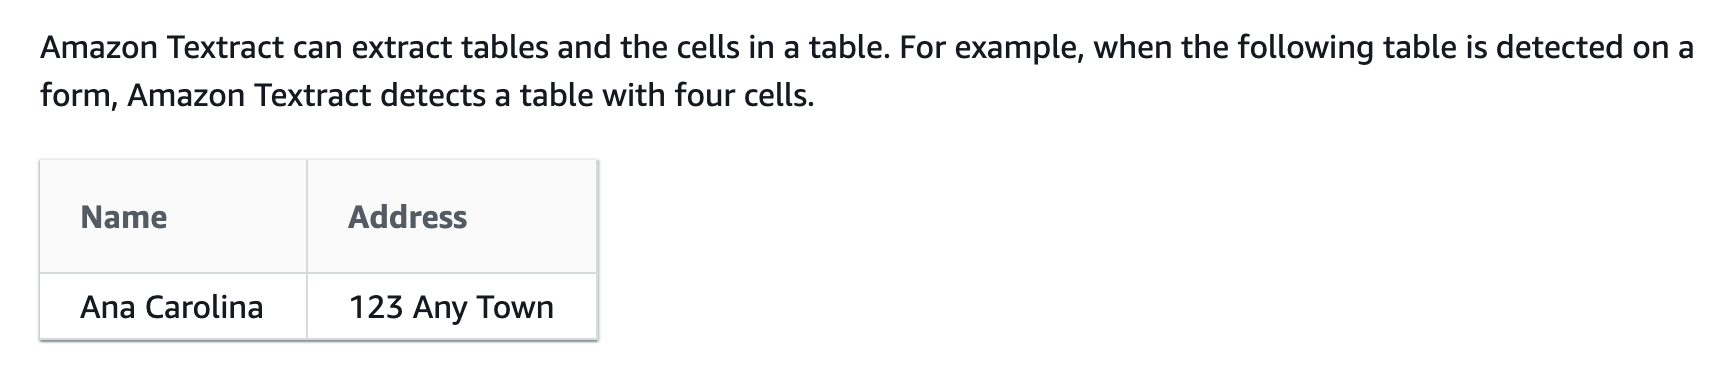 Amazon Textract can extract tables and the cells in a table. For example, when the following table is detected on a
form, Amazon Textract detects a table with four cells.
Name Address
Ana Carolina 123 Any Town